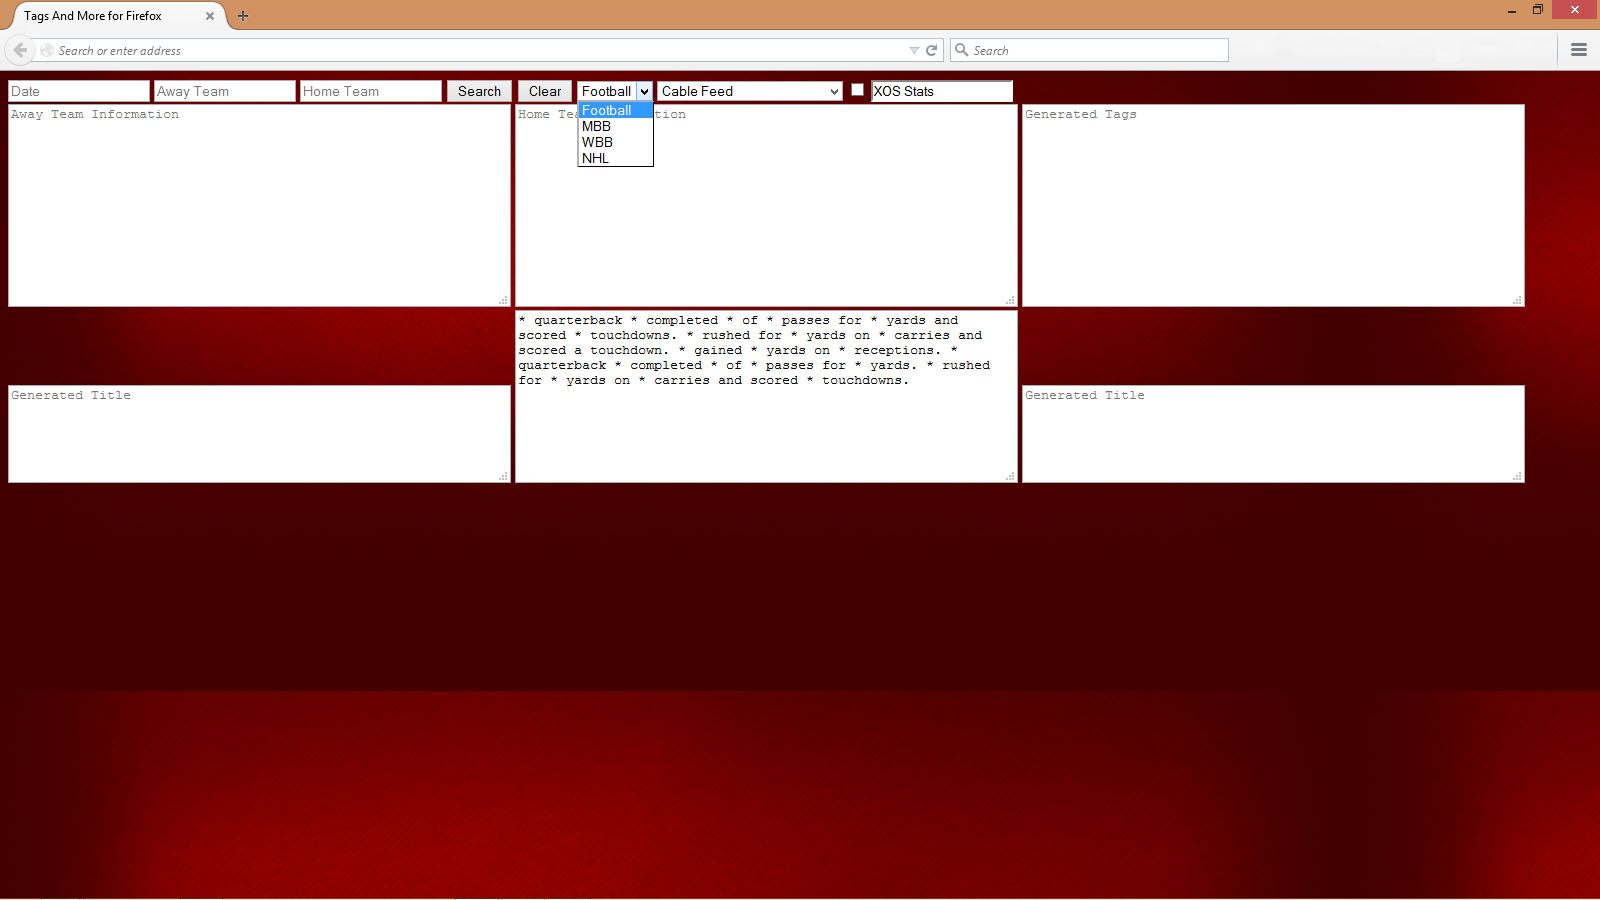 Tags And More for Firefox
Search or enter address
Search
Date
Away Team
Home Team
Search
Clear
Football
Cable Feed
XOS Stats
Football
MBB
WBB
NHL
Away Team Information
Home Te tion
Generated Tags
* quarterback * completed * of * passes for * yards and
scored * touchdowns. * rushed for * yards on * carries and
scored a touchdown. * gained * yards on * receptions. *
quarterback * completed * of * passes for * yards. * rushed
for * yards on * carries and scored * touchdowns.
Generated Title
Generated Title